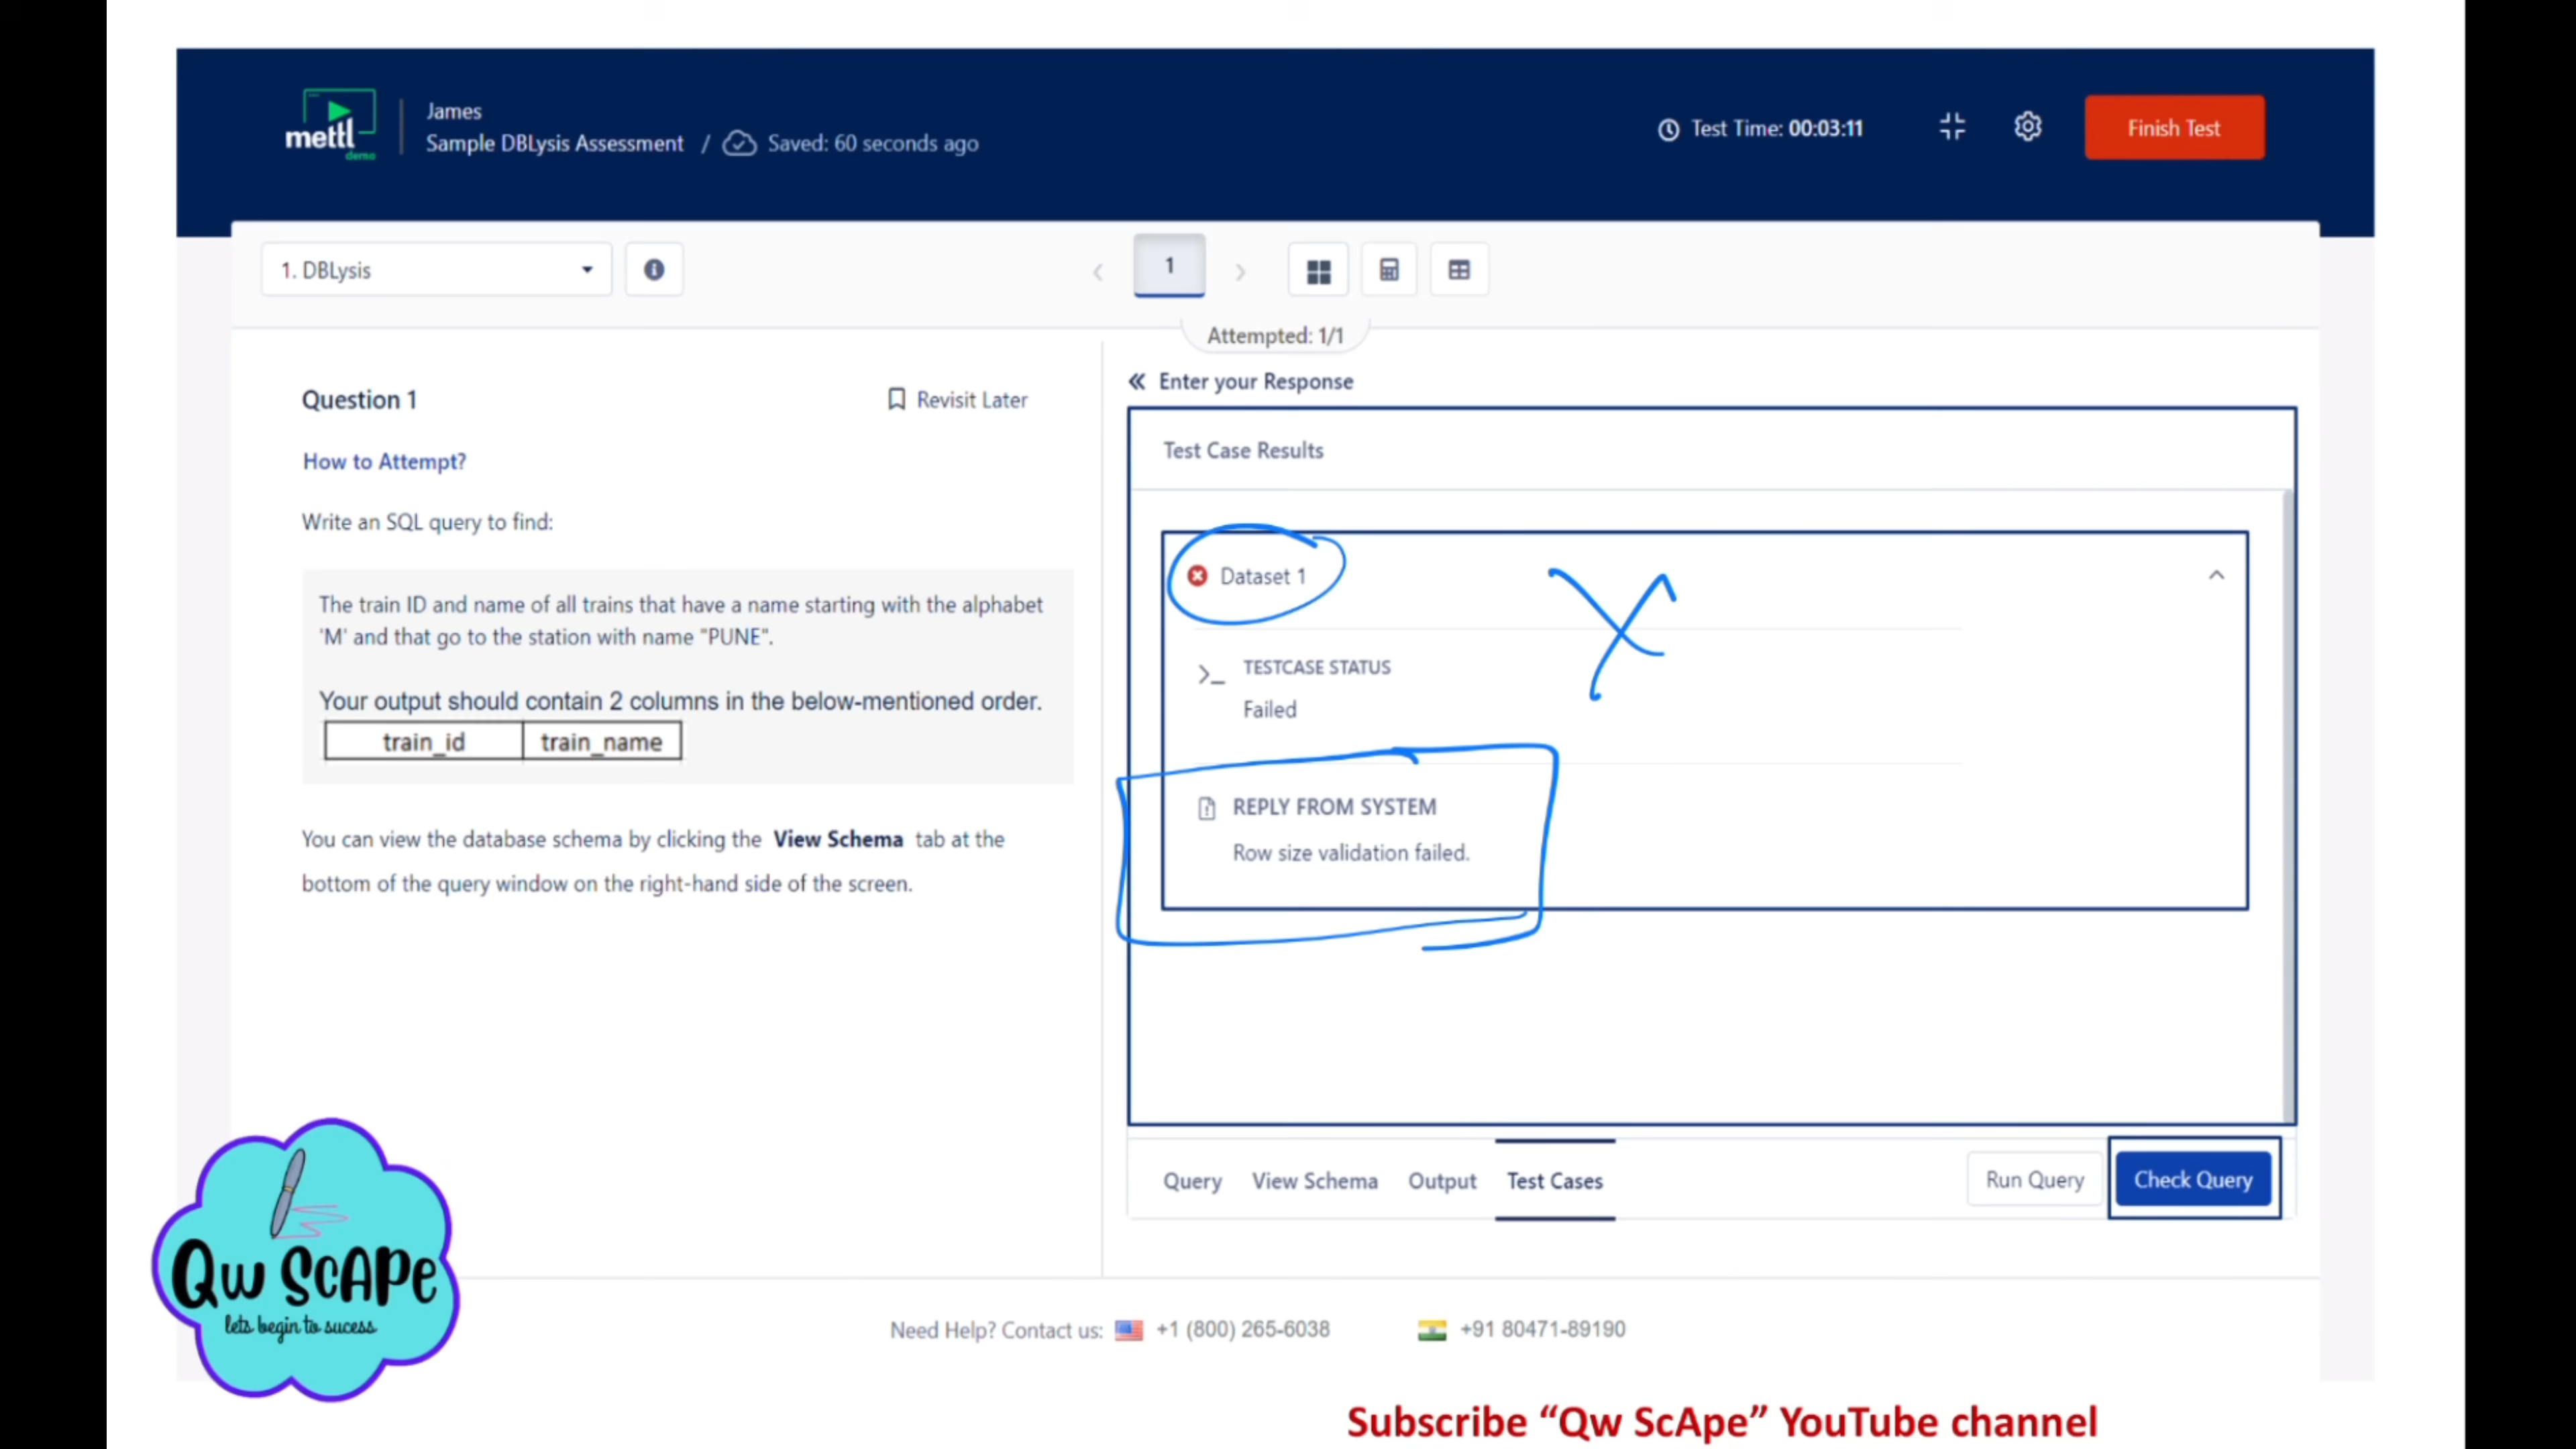 mettl
demo
James
Sample DBLysis Assessment / Saved: 60 seconds ago
Test Time: 00:03:11
Finish Test
1. DBLysis
1
Attempted: 1/1
Question 1
Revisit Later
How to Attempt?
Write an SQL query to find:
The train ID and name of all trains that have a name starting with the alphabet
'M' and that go to the station with name "PUNE".
Your output should contain 2 columns in the below-mentioned order.
train_id train_name
You can view the database schema by clicking the View Schema tab at the
bottom of the query window on the right-hand side of the screen.
Enter your Response
Test Case Results
Dataset 1
TESTCASE STATUS
Failed
REPLY FROM SYSTEM
Row size validation failed.
Query View Schema Output Test Cases
Run Query
Check Query
Qw ScAPe
lets begin to sucess
Need Help? Contact us: +1 (800) 265-6038 +91 80471-89190
Subscribe “Qw ScApe” YouTube channel